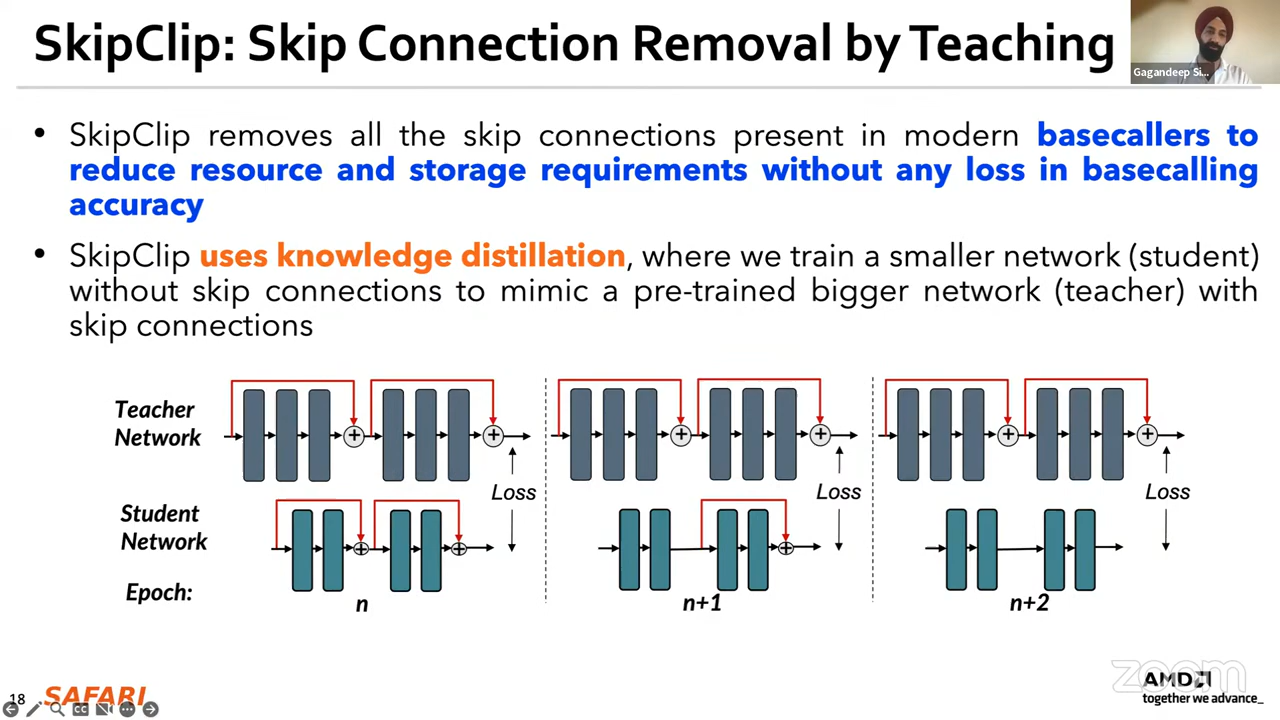 SkipClip: Skip Connection Removal by Teaching
Gagandeep Si...
• SkipClip removes all the skip connections present in modern basecallers to
reduce resource and storage requirements without any loss in basecalling
accuracy
• SkipClip uses knowledge distillation, where we train a smaller network (student)
without skip connections to mimic a pre-trained bigger network (teacher) with
skip connections
Teacher
Network
+ + + + + +
Loss Loss Loss
Student
Network
+ + +
Epoch: n n+1 n+2
18 SAFARI
zoom
AMD
together we advance_
CC